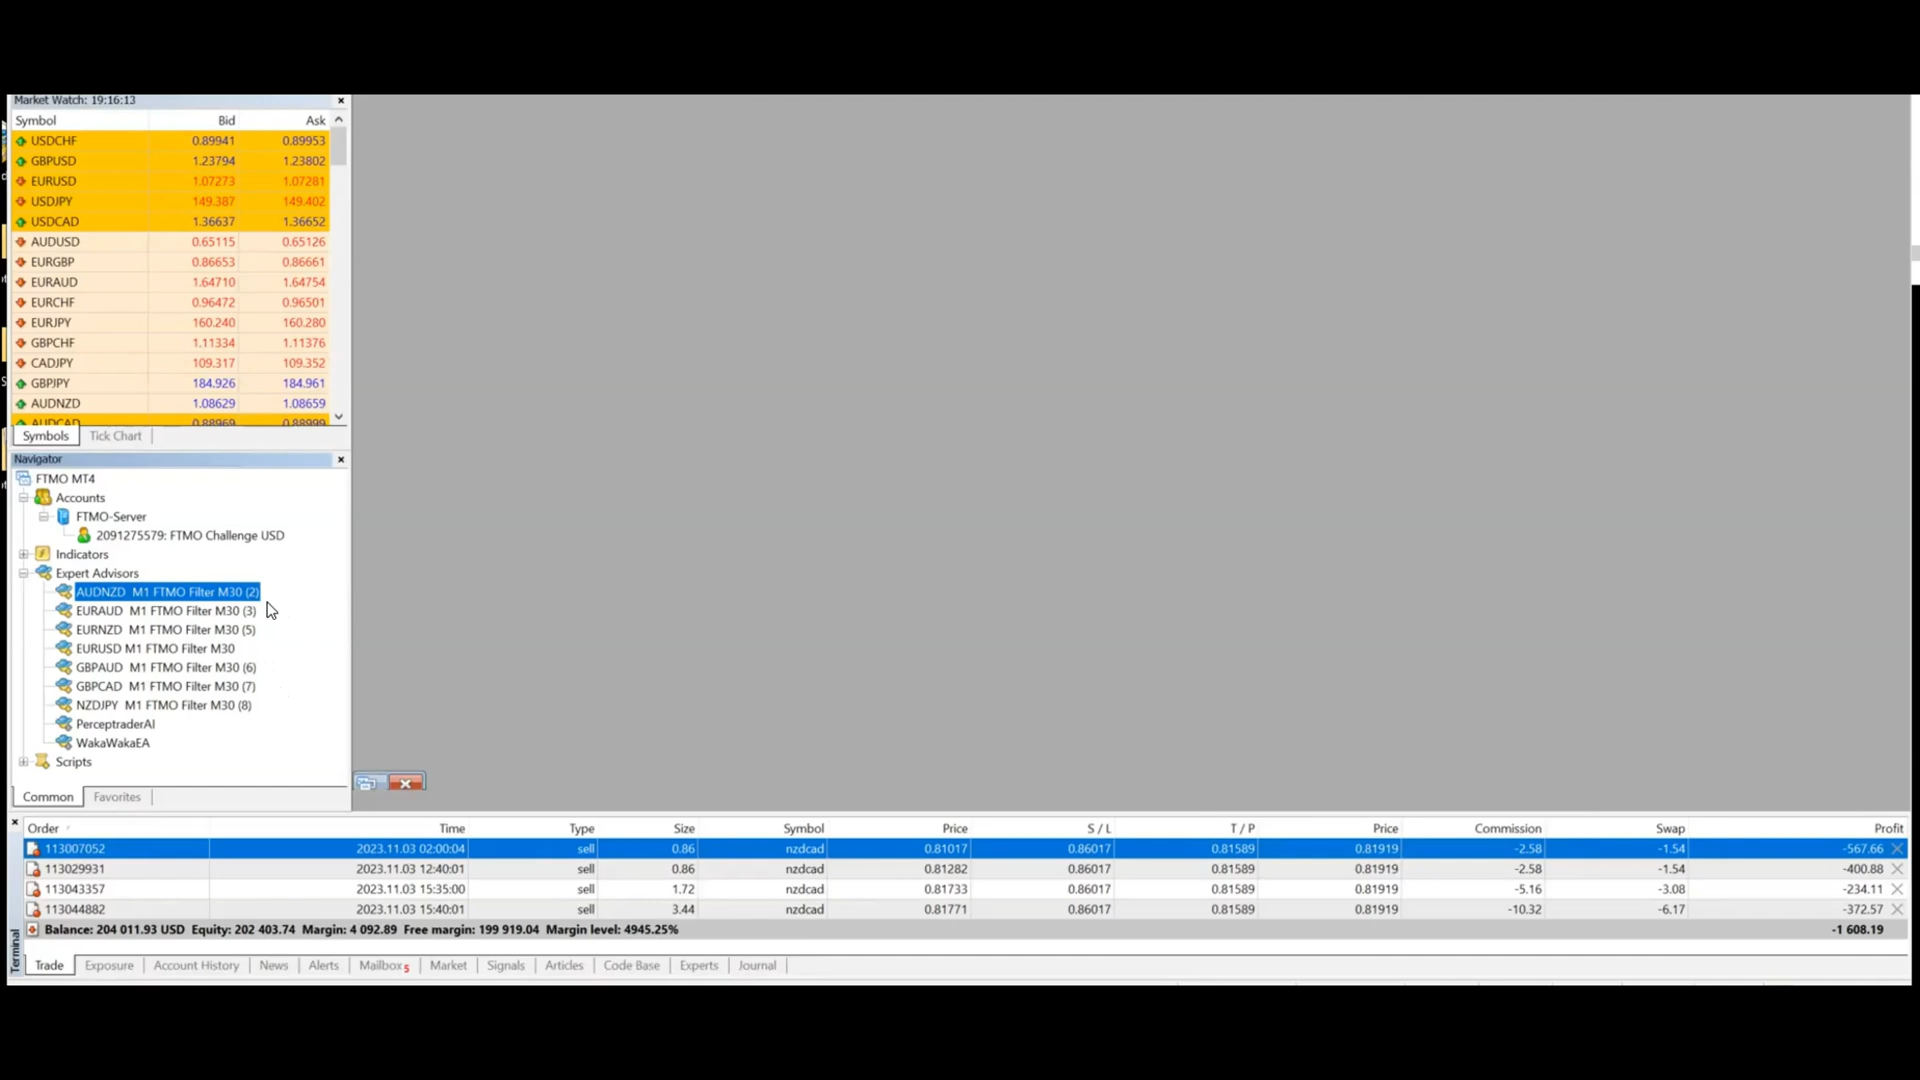 Market Watch: 19:16:13
Symbol Bid Ask
USDCHF 0.89941 0.89953
GBPUSD 1.23794 1.23802
EURUSD 1.07273 1.07281
USDJPY 149.387 149.402
USDCAD 1.36637 1.36652
AUDUSD 0.65115 0.65126
EURGBP 0.86653 0.86661
EURAUD 1.64710 1.64754
EURCHF 0.96472 0.96501
EURJPY 160.240 160.280
GBPCHF 1.11334 1.11376
CADJPY 109.317 109.352
GBPJPY 184.926 184.961
AUDNZD 1.08629 1.08659
AUDCAD 0.88969 0.88999
Symbols Tick Chart
Navigator
FTMO MT4
Accounts
FTMO-Server
2091275579: FTMO Challenge USD
Indicators
Expert Advisors
AUDNZD M1 FTMO Filter M30 (2)
EURAUD M1 FTMO Filter M30 (3)
EURNZD M1 FTMO Filter M30 (5)
EURUSD M1 FTMO Filter M30
GBPAUD M1 FTMO Filter M30 (6)
GBPCAD M1 FTMO Filter M30 (7)
NZDJPY M1 FTMO Filter M30 (8)
PerceptraderAI
WakaWakaEA
Scripts
Common Favorites
Order Time Type Size Symbol Price S / L T / P Price Commission Swap Profit
113007052 2023.11.03 02:00:04 sell 0.86 nzdcad 0.81017 0.86017 0.81589 0.81919 -2.58 -1.54 -567.66
113029931 2023.11.03 12:40:01 sell 0.86 nzdcad 0.81282 0.86017 0.81589 0.81919 -2.58 -1.54 -400.88
113043357 2023.11.03 15:35:00 sell 1.72 nzdcad 0.81733 0.86017 0.81589 0.81919 -5.16 -3.08 -234.11
113044882 2023.11.03 15:40:01 sell 3.44 nzdcad 0.81771 0.86017 0.81589 0.81919 -10.32 -6.17 -372.57
Balance: 204 011.93 USD Equity: 202 403.74 Margin: 4 092.89 Free margin: 199 919.04 Margin level: 4945.25% -1 608.19
Terminal
Trade Exposure Account History News Alerts Mailbox 5 Market Signals Articles Code Base Experts Journal